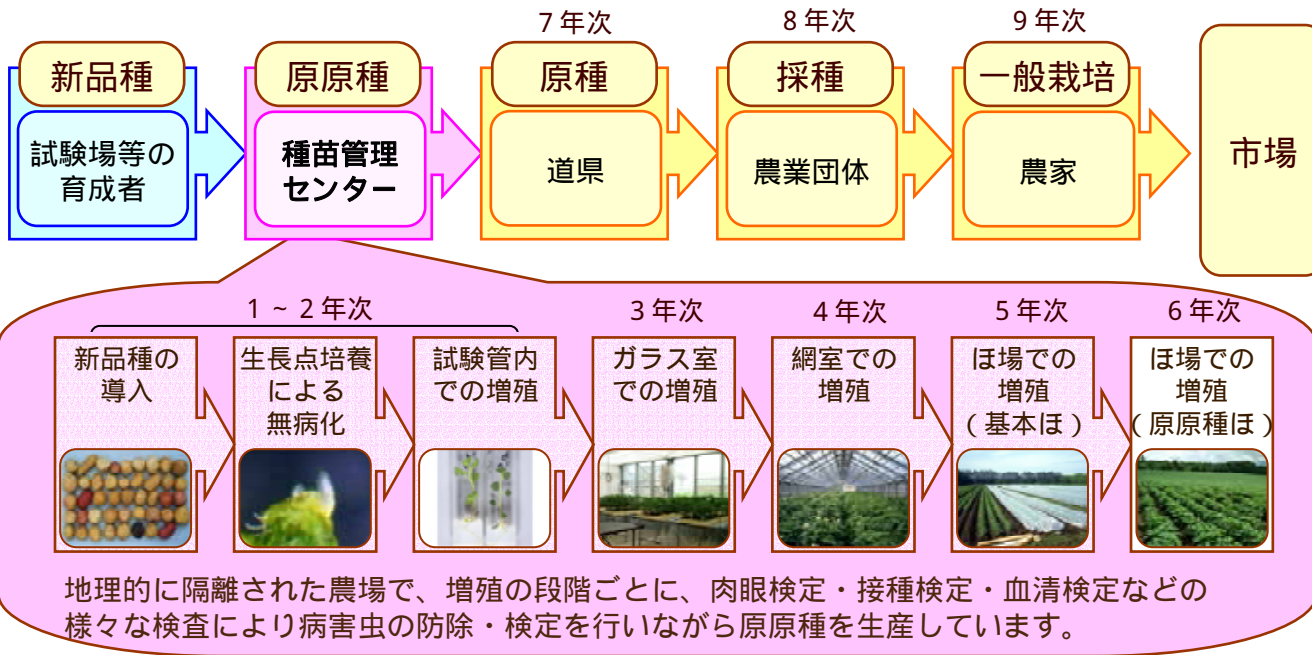 7年次
8年次
9年次
新品種
原原種
原種
採種
一般栽培
試験場等の
育成者
種苗管理
センター
道県
農業団体
農家
市場
1 ~ 2年次
3年次
4年次
5年次
6年次
新品種の
導入
生長点培養
による
無病化
試験管内
での増殖
ガラス室
での増殖
網室での
増殖
ほ場での
増殖
(基本ほ)
ほ場での
増殖
(原原種ほ)
地理的に隔離された農場で、増殖の段階ごとに、肉眼検定・接種検定・血清検定などの
様々な検査により病害虫の防除・検定を行いながら原原種を生産しています。